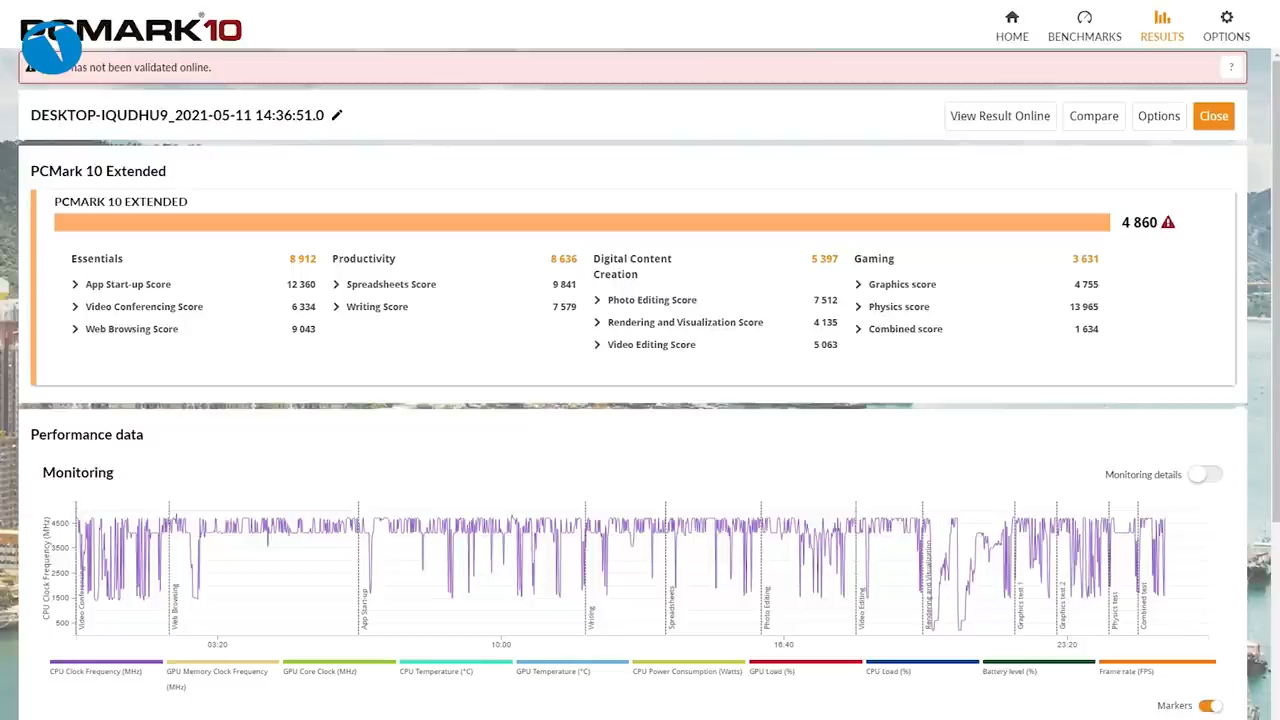 PCMARK®10
HOME
BENCHMARKS
RESULTS
OPTIONS
has not been validated online.
?
DESKTOP-IQUDHU9_2021-05-11 14:36:51.0
View Result Online
Compare
Options
Close
PCMark 10 Extended
PCMARK 10 EXTENDED
4 860
Essentials 8 912
App Start-up Score 12 360
Video Conferencing Score 6 334
Web Browsing Score 9 043
Productivity 8 636
Spreadsheets Score 9 841
Writing Score 7 579
Digital Content 5 397
Creation
Photo Editing Score 7 512
Rendering and Visualization Score 4 135
Video Editing Score 5 063
Gaming 3 631
Graphics score 4 755
Physics score 13 965
Combined score 1 634
Performance data
Monitoring
Monitoring details
CPU Clock Frequency (MHz)
4500
3500
2500
1500
500
Video Conferencing
Web Browsing
App Start-up
Writing
Spreadsheets
Photo Editing
Video Editing
Rendering and Visualization
Graphics test 1
Graphics test 2
Physics test
Combined test
03:20
10:00
16:40
23:20
CPU Clock Frequency (MHz)
GPU Memory Clock Frequency
(MHz)
GPU Core Clock (MHz)
CPU Temperature (°C)
GPU Temperature (°C)
CPU Power Consumption (Watts)
GPU Load (%)
CPU Load (%)
Battery level (%)
Frame rate (FPS)
Markers